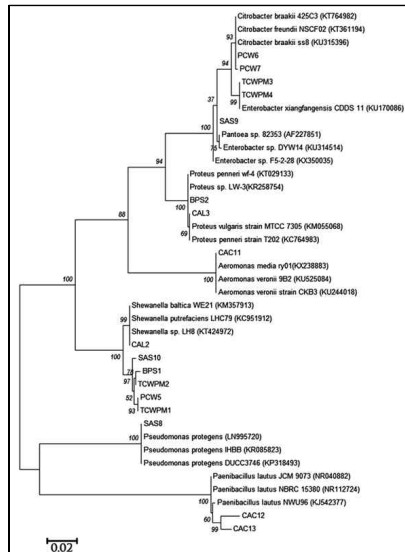 Citrobacter braakii 425C3 (KT764982)
Citrobacter freundii NSCF02 (KT361194)
93
Citrobacter braakii ss8 (KU315396)
PCW6
94
PCW7
TCWPM3
TCWPM4
37
99
Enterobacter xiangfangensis CDDS 11 (KU170086)
SAS9
Pantoea sp. 82353 (AF227851)
100
75
Enterobacter sp. DYW14 (KU314514)
Enterobacter sp. F5-2-28 (KX350035)
94
Proteus penneri wf-4 (KT029133)
Proteus sp. LW-3(KR258754)
BPS2
100
CAL3
88
69
Proteus vulgaris strain MTCC 7305 (KM055068)
Proteus penneri strain T202 (KC764983)
CAC11
Aeromonas media ry01(KX238883)
100
Aeromonas veronii 9B2 (KU525084)
100
Aeromonas veronii strain CKB3 (KU244018)
Shewanella baltica WE21 (KM357913)
99
Shewanella putrefaciens LHC79 (KC951912)
Shewanella sp. LH8 (KT424972)
CAL2
100
SAS10
78
BPS1
97
TCWPM2
52
PCW5
93
TCWPM1
SAS8
100
Pseudomonas protegens (LN995720)
Pseudomonas protegens IHBB (KR085823)
Pseudomonas protegens DUCC3746 (KP318493)
Paenibacillus lautus JCM 9073 (NR040882)
100
Paenibacillus lautus NBRC 15380 (NR112724)
Paenibacillus lautus NWU96 (KJ542377)
60
CAC12
99
CAC13
0.02